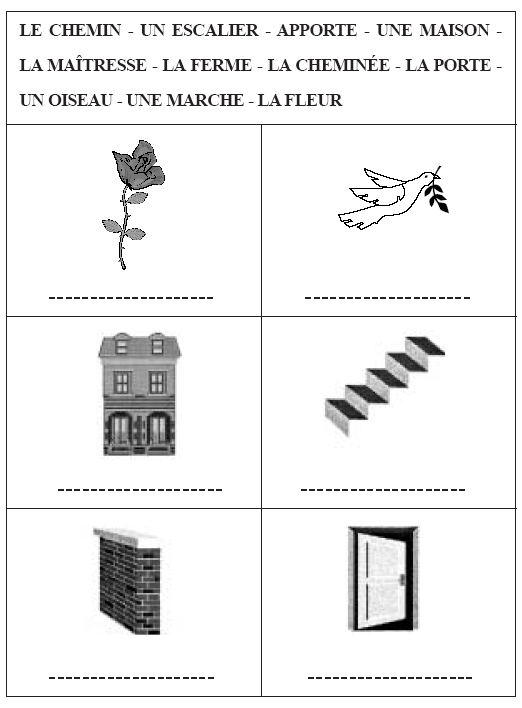 LE CHEMIN - UN ESCALIER - APPORTE - UNE MAISON -
LA MAÎTRESSE - LA FERME - LA CHEMINÉE - LA PORTE -
UN OISEAU - UNE MARCHE - LA FLEUR